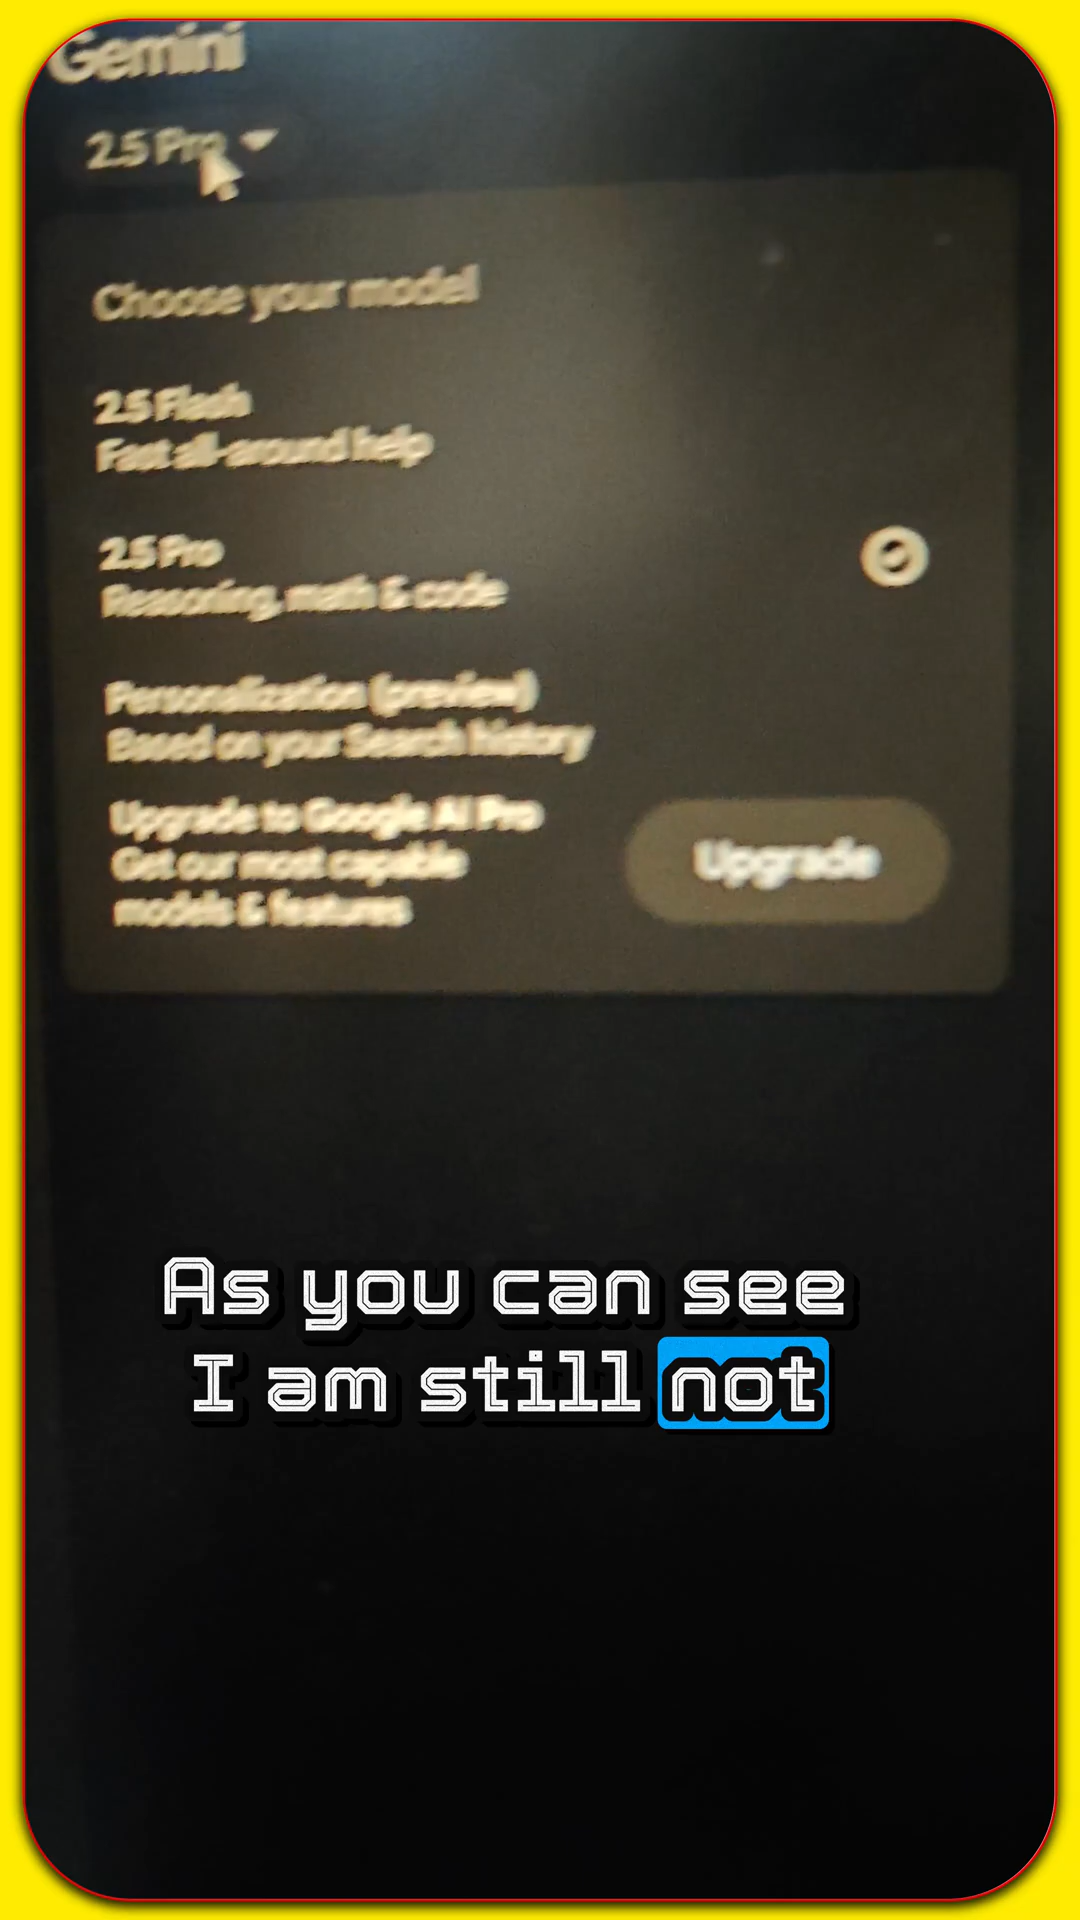 Gemini
2.5 Pro
Choose your model
2.5 Flash
Fast all-around help
2.5 Pro
Reasoning, math & code
Personalization (preview)
Based on your Search history
Upgrade to Google AI Pro
Get our most capable
models & features
Upgrade
As you can see
I am still not